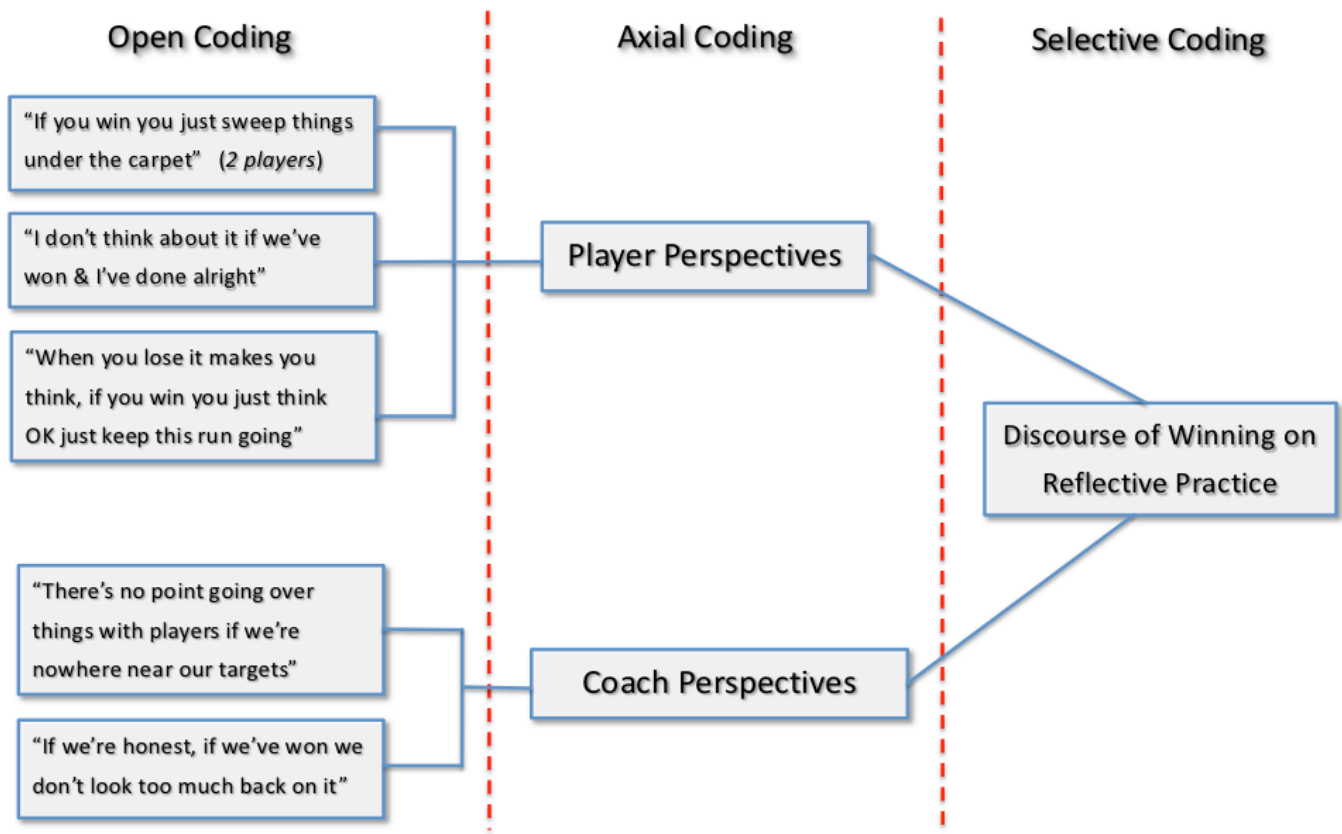 Open Coding
Axial Coding
Selective Coding
“If you win you just sweep things
under the carpet” (2 players)
“I don’t think about it if we’ve
won & I’ve done alright”
“When you lose it makes you
think, if you win you just think
OK just keep this run going”
Player Perspectives
Discourse of Winning on
Reflective Practice
“There’s no point going over
things with players if we’re
nowhere near our targets”
Coach Perspectives
“If we’re honest, if we’ve won we
don’t look too much back on it”